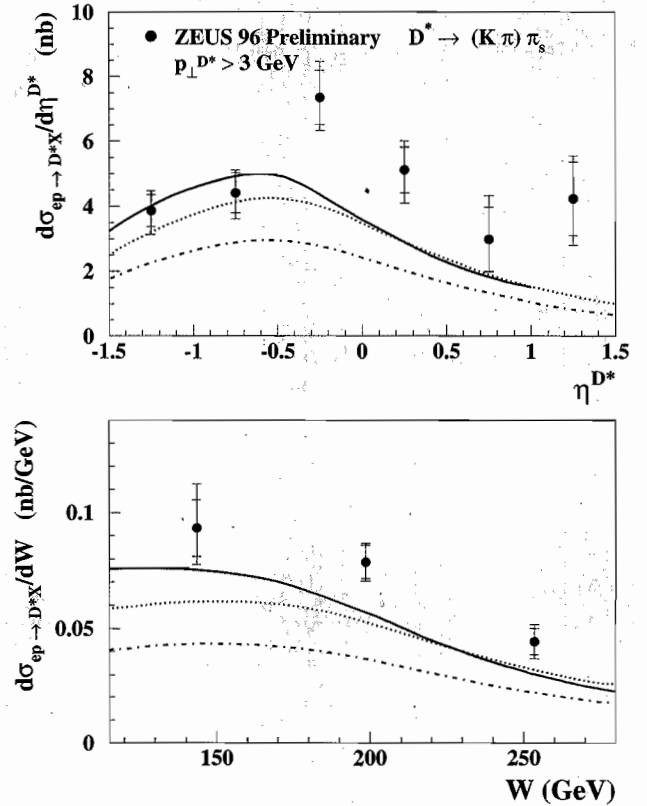 ● ZEUS 96 Preliminary D* → (K π) πs
p⊥D* > 3 GeV
dσep → D*X/dηD* (nb)
10
8
6
4
2
0
-1.5 -1 -0.5 0 0.5 1 1.5
ηD*
dσep → D*X/dW (nb/GeV)
0.1
0.05
0
150 200 250
W (GeV)